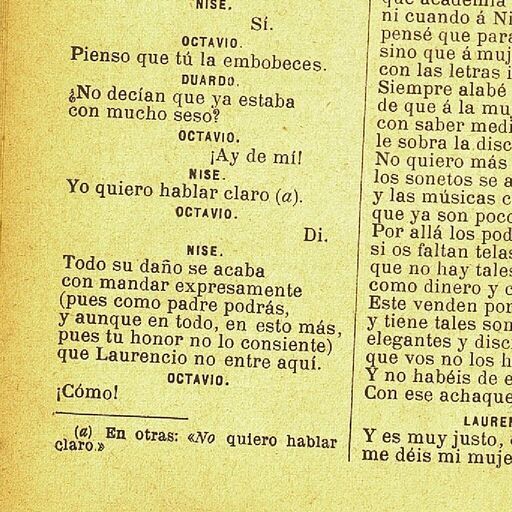 NISE.
Sí.
OCTAVIO.
Pienso que tú la embobeces.
DUARDO.
¿No decían que ya estaba
con mucho seso?
OCTAVIO.
¡Ay de mí!
NISE.
Yo quiero hablar claro (a).
OCTAVIO.
Di.
NISE.
Todo su daño se acaba
con mandar expresamente
(pues como padre podrás,
y aunque en todo, en esto más,
pues tu honor no lo consiente)
que Laurencio no entre aquí.
OCTAVIO.
¡Cómo!
(a) En otras: «No quiero hablar
claro.»
que academia
ni cuando á Ni
pensé que para
sino que á muj
con las letras i
Siempre alabé
de que á la mu
con saber medi
le sobra la disc
No quiero más
los sonetos se a
y las músicas c
que ya son poco
Por allá los pod
si os faltan telas
que no hay tales
como dinero y c
Este venden por
y tiene tales son
elegantes y disc
que vos no los h
Y no habéis de e
Con ese achaque
LAUREN
Y es muy justo,
me déis mi muje